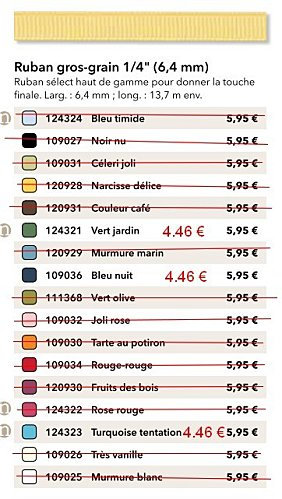 Ruban gros-grain 1/4" (6,4 mm)
Ruban sélect haut de gamme pour donner la touche
finale. Larg. : 6,4 mm ; long. : 13,7 m env.
124324 Bleu timide 5,95 €
109027 Noir nu 5,95 €
109031 Céleri joli 5,95 €
120928 Narcisse délice 5,95 €
120931 Couleur café 5,95 €
124321 Vert jardin 4.46 € 5,95 €
120929 Murmure marin 5,95 €
109036 Bleu nuit 4.46 € 5,95 €
111368 Vert olive 5,95 €
109032 Joli rose 5,95 €
109030 Tarte au potiron 5,95 €
109034 Rouge-rouge 5,95 €
120930 Fruits des bois 5,95 €
124322 Rose rouge 5,95 €
124323 Turquoise tentation 4.46 € 5,95 €
109026 Très vanille 5,95 €
109025 Murmure blanc 5,95 €